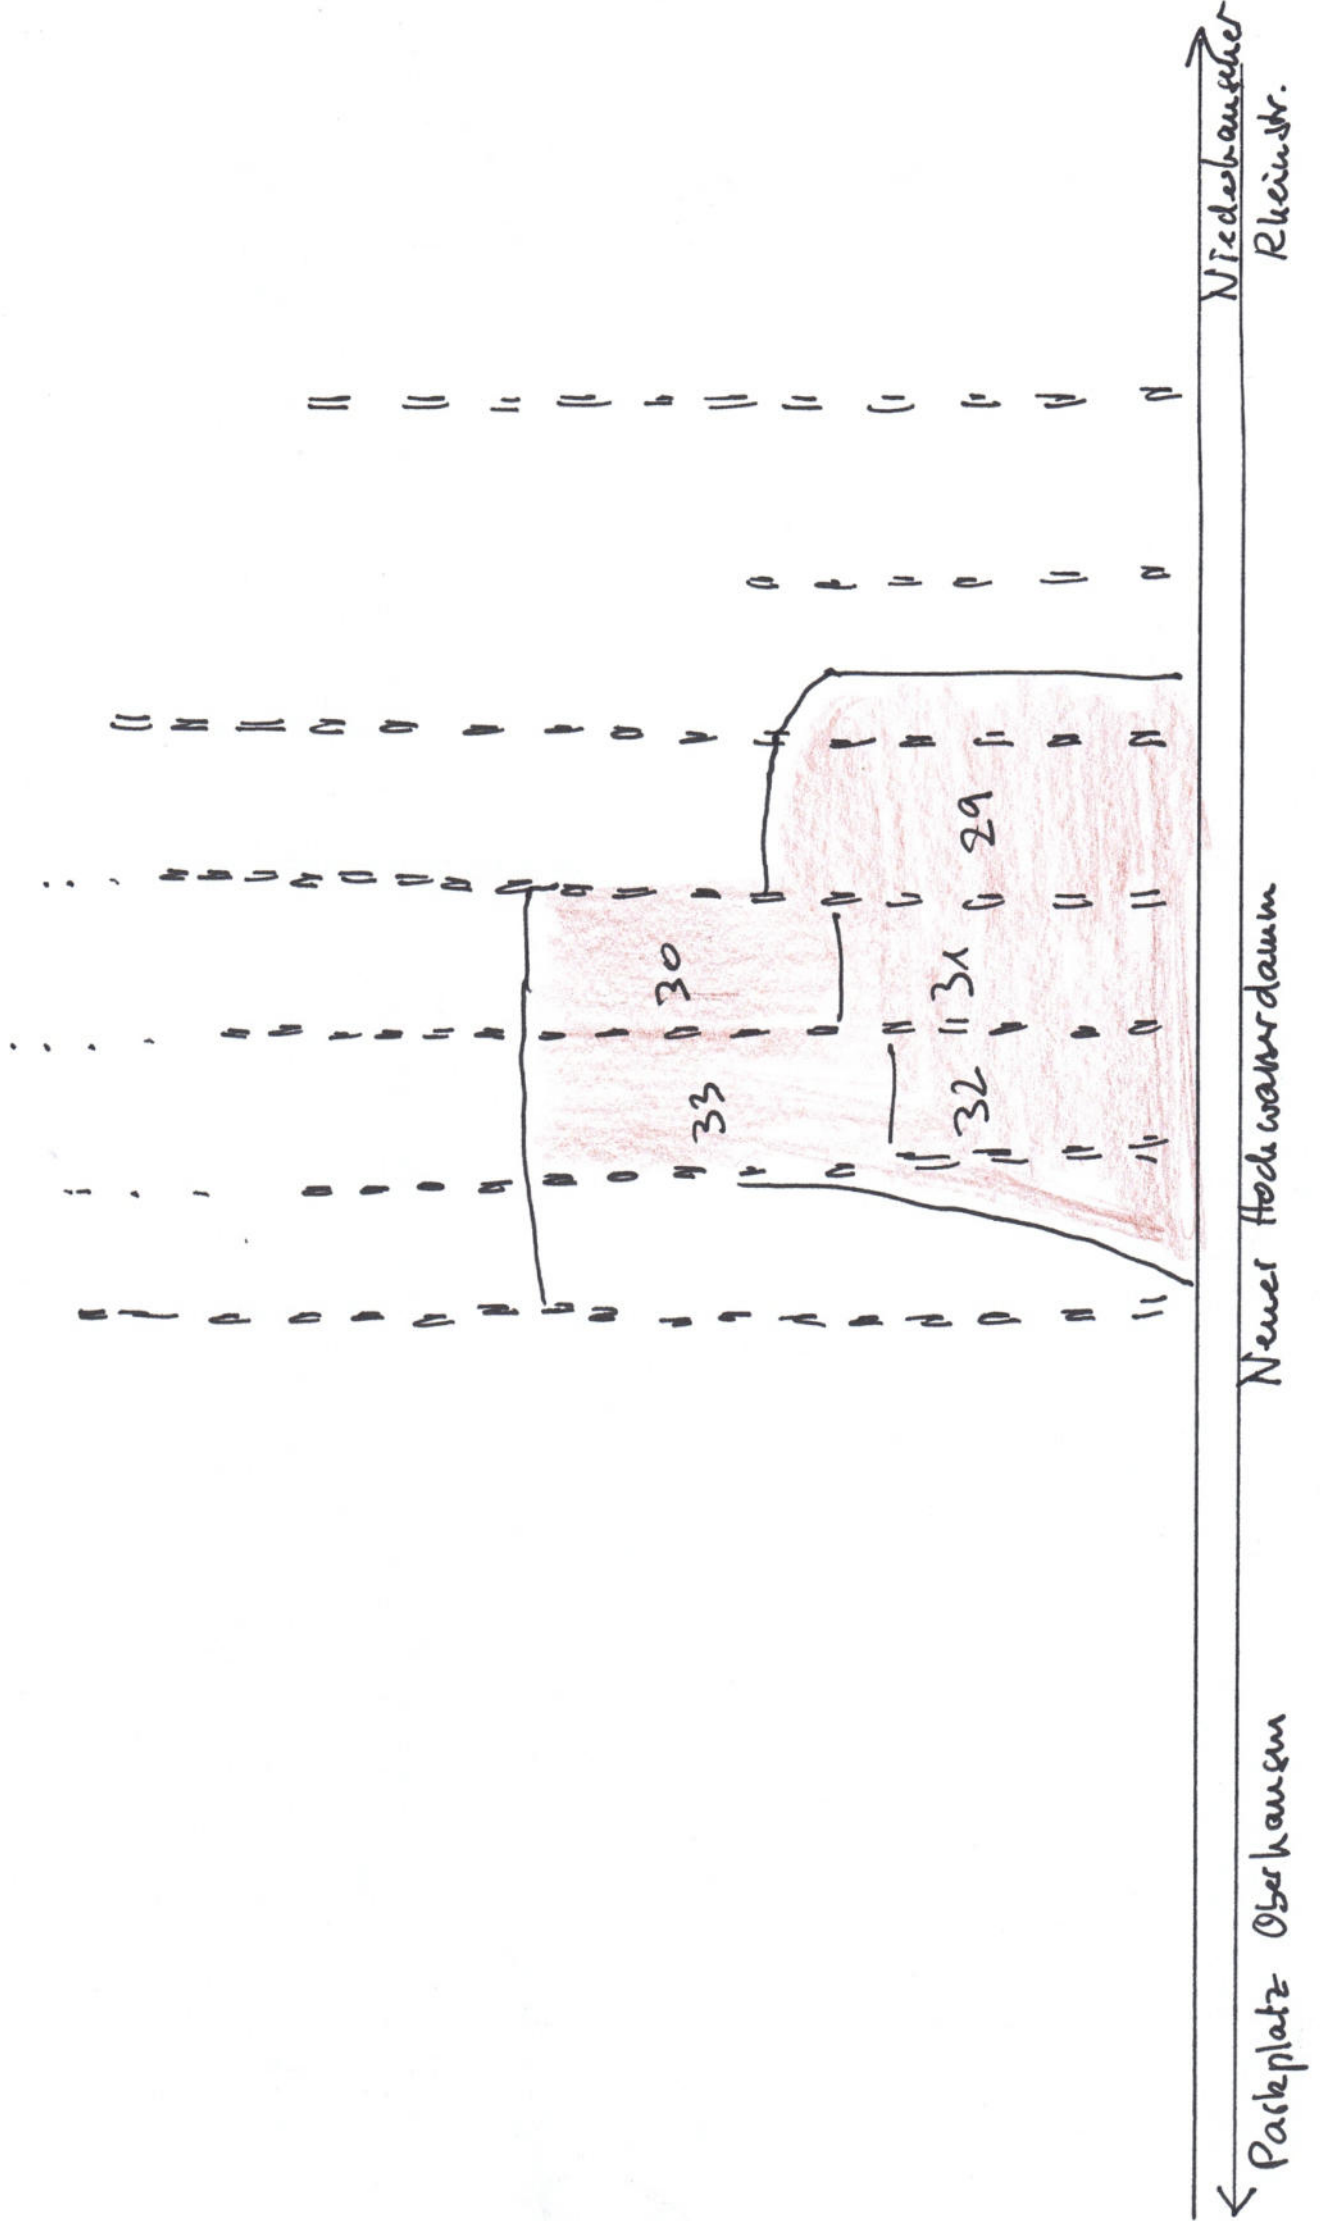 Niederhausener
Rheinstr.
29
30
31
32
33
Neuer Hochwasserdamm
Parkplatz Oberhausen